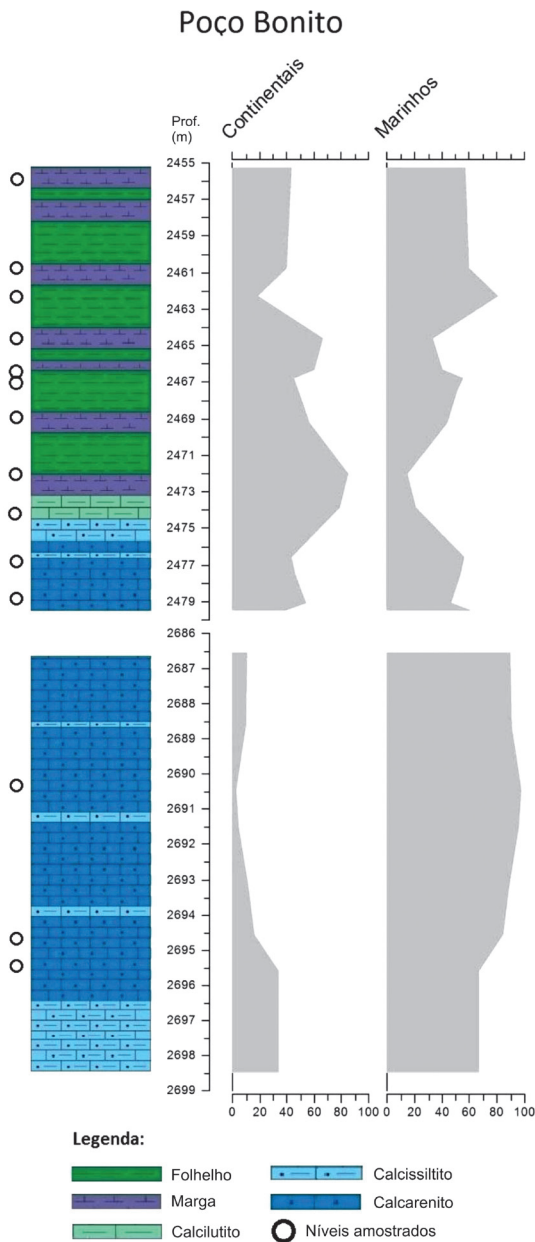 Poço Bonito
Prof.
(m)
Continentais
Marinhos
2455
2457
2459
2461
2463
2465
2467
2469
2471
2473
2475
2477
2479
2686
2687
2688
2689
2690
2691
2692
2693
2694
2695
2696
2697
2698
2699
0 20 40 60 80 100
0 20 40 60 80 100
Legenda:
Folhelho
Calcissiltito
Marga
Calcarenito
Calcilutito
Níveis amostrados